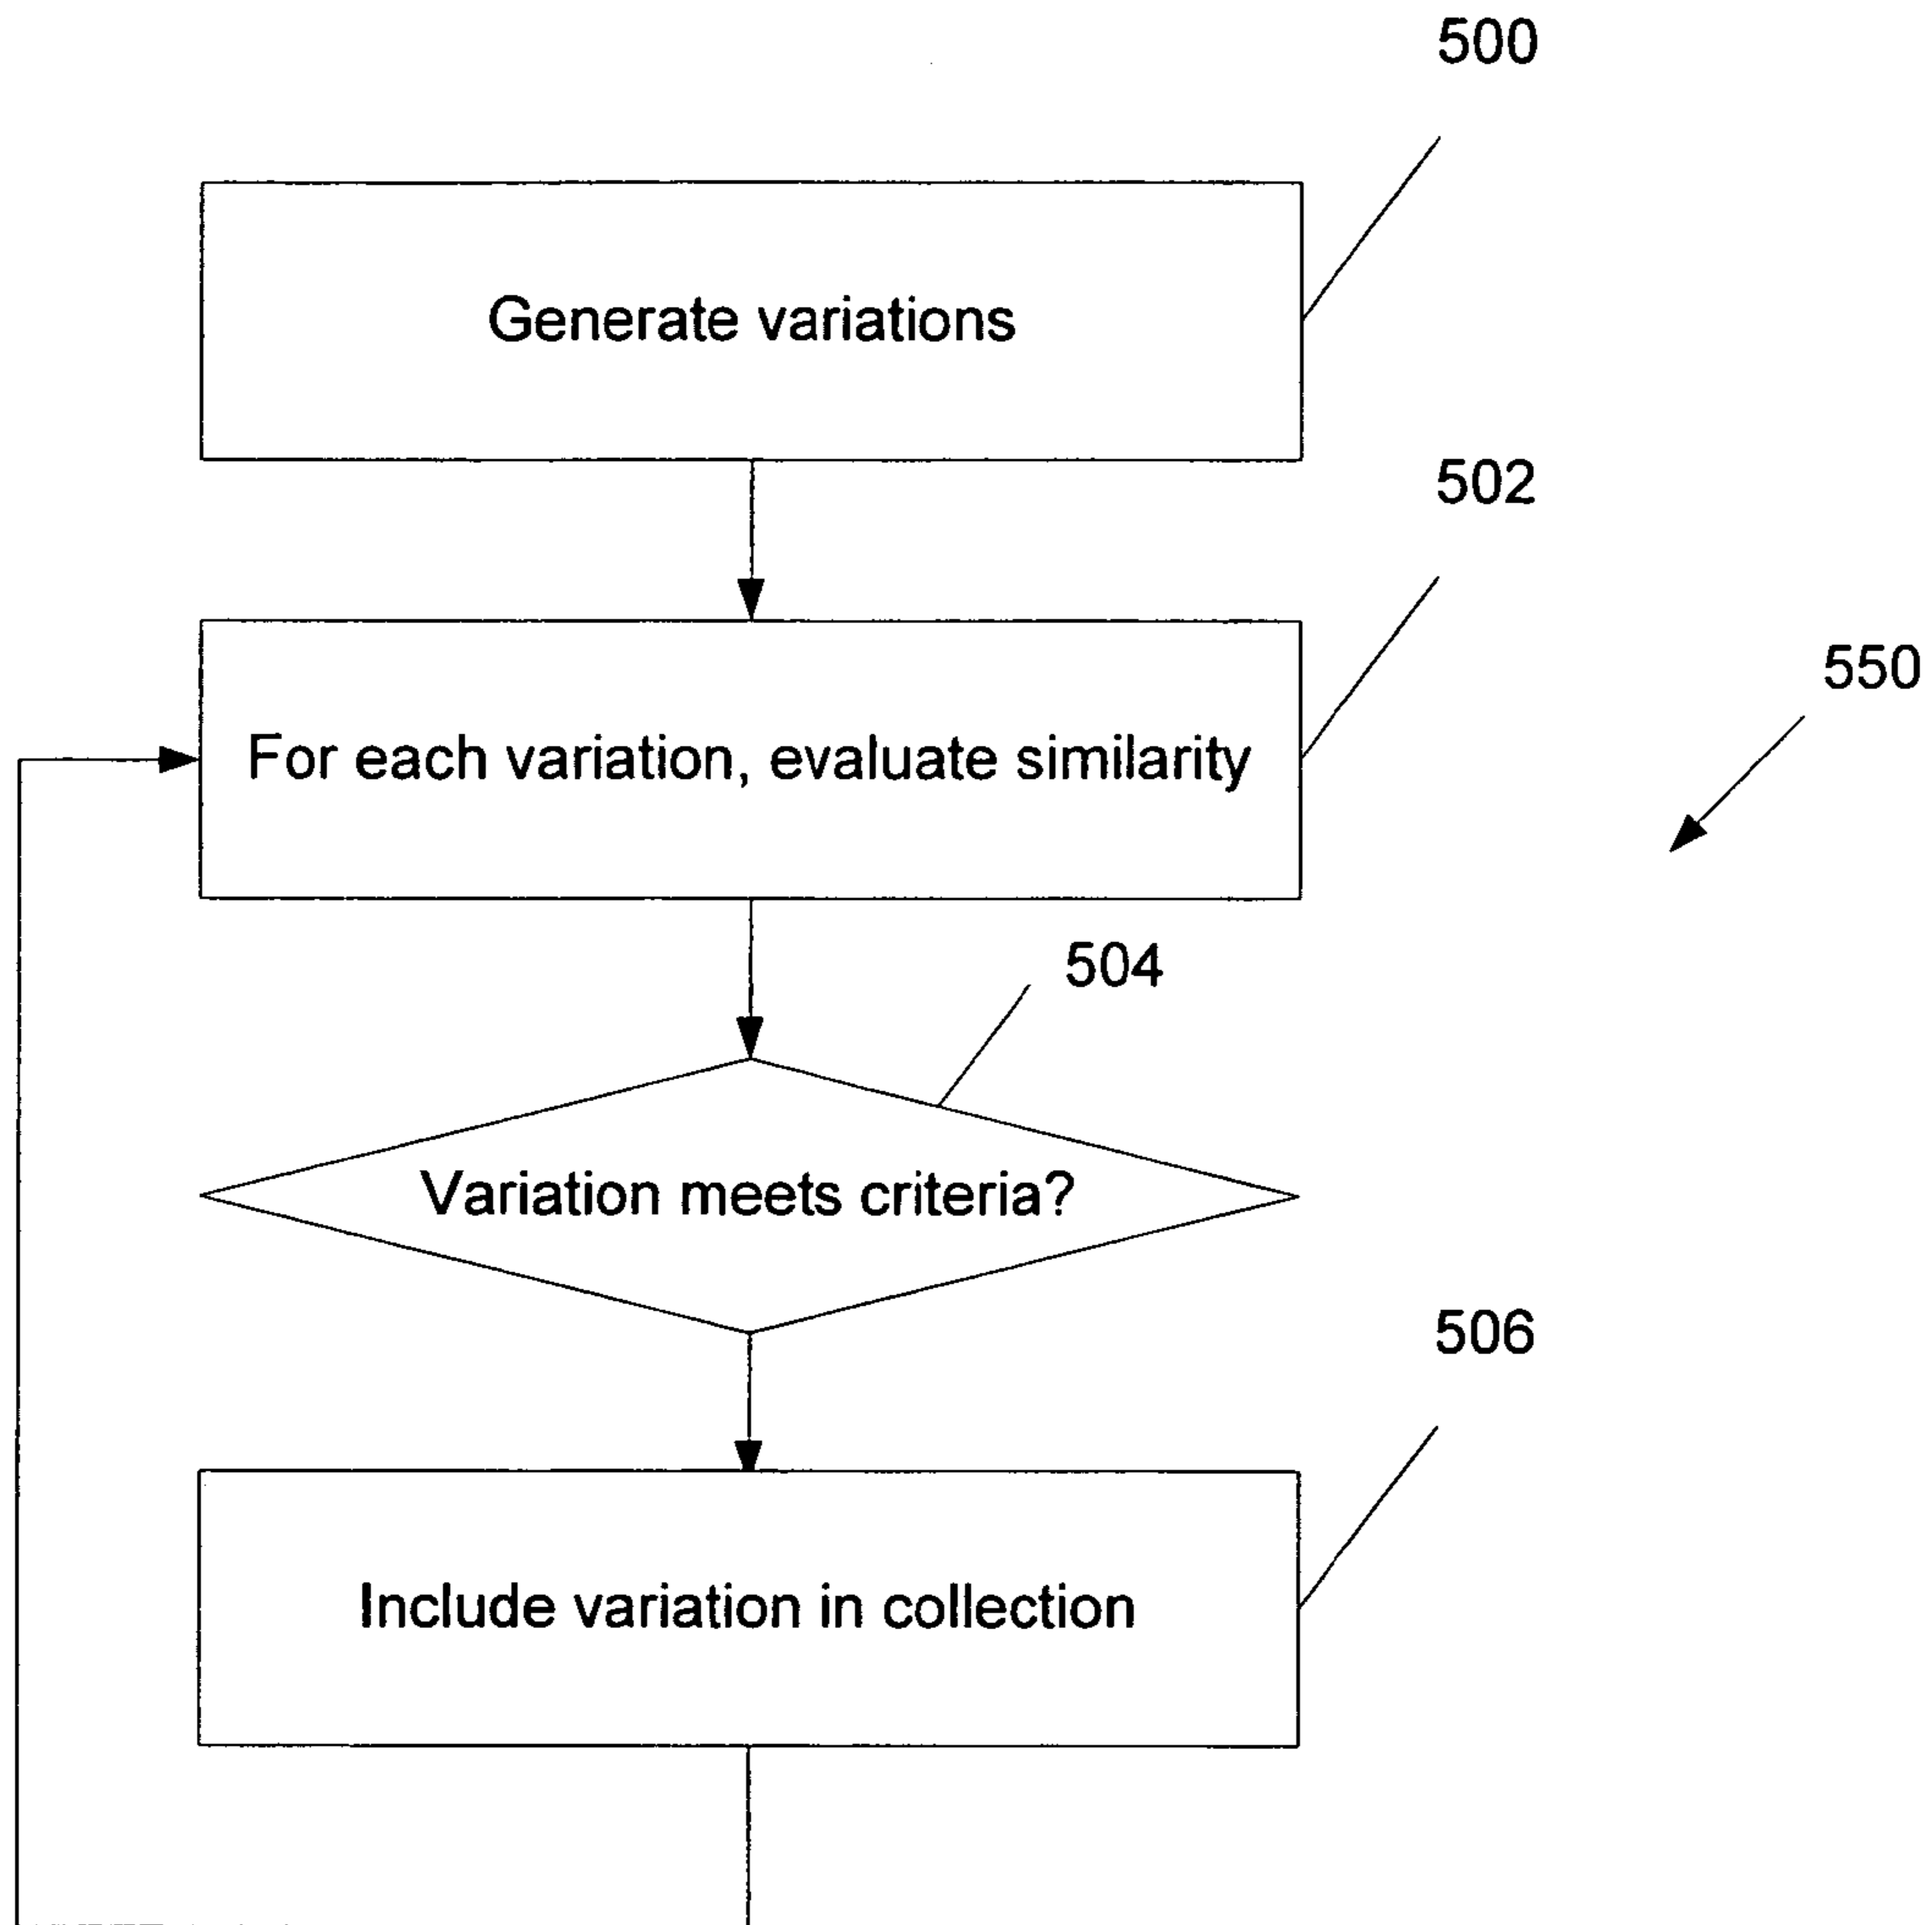 500
Generate variations
502
550
For each variation, evaluate similarity
504
Variation meets criteria?
506
Include variation in collection